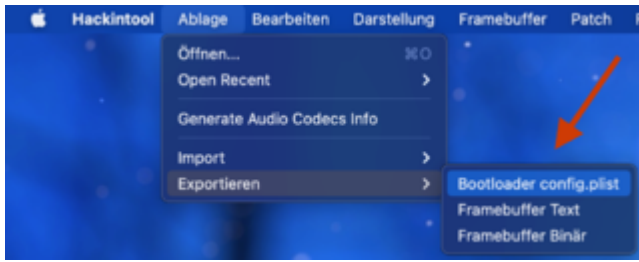 Hackintool Ablage Bearbeiten Darstellung Framebuffer Patch
Öffnen... ⌘O
Open Recent
Generate Audio Codecs Info
Import
Exportieren
Bootloader config.plist
Framebuffer Text
Framebuffer Binär